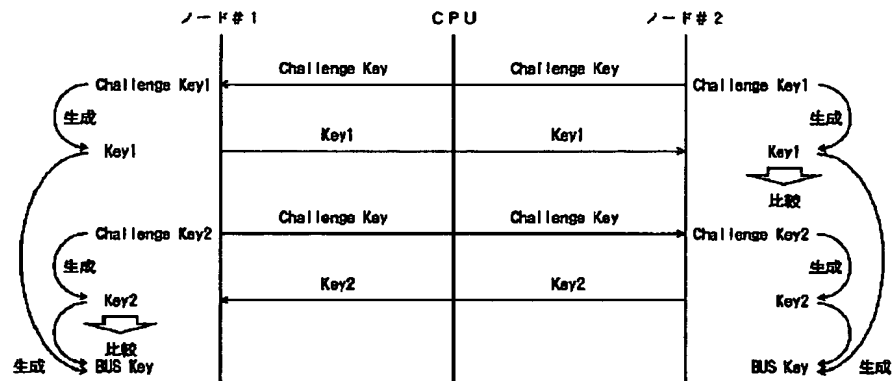 ノード#1 CPU ノード#2
Challenge Key Challenge Key
Challenge Key1 Challenge Key1
生成 生成
Key1 Key1
Key1 Key1
比較
Challenge Key Challenge Key
Challenge Key2 Challenge Key2
生成 生成
Key2 Key2
Key2 Key2
比較
生成 BUS Key BUS Key 生成